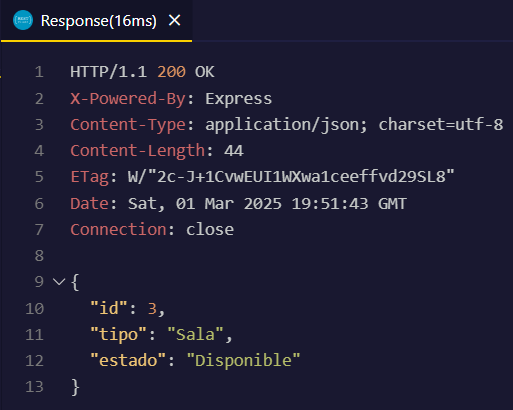 Response(16ms) ×
1 HTTP/1.1 200 OK
2 X-Powered-By: Express
3 Content-Type: application/json; charset=utf-8
4 Content-Length: 44
5 ETag: W/"2c-J+1CvwEUI1WXwa1ceeffvd29SL8"
6 Date: Sat, 01 Mar 2025 19:51:43 GMT
7 Connection: close
8
9 {
10 "id": 3,
11 "tipo": "Sala",
12 "estado": "Disponible"
13 }